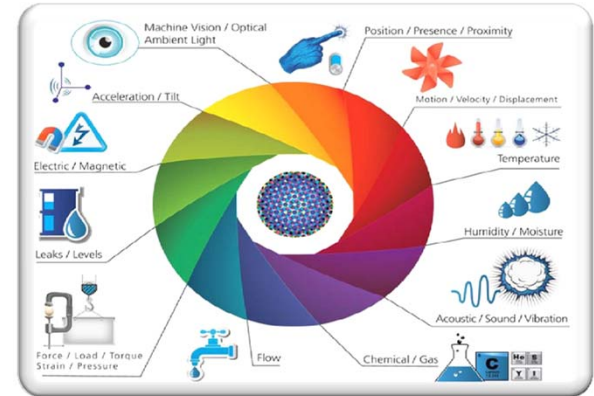 Machine Vision / Optical
Ambient Light
Position / Presence / Proximity
Acceleration / Tilt
Motion / Velocity / Displacement
Electric / Magnetic
Temperature
Leaks / Levels
Humidity / Moisture
Acoustic / Sound / Vibration
Force / Load / Torque
Strain / Pressure
Flow
Chemical / Gas
C
He S
Y I